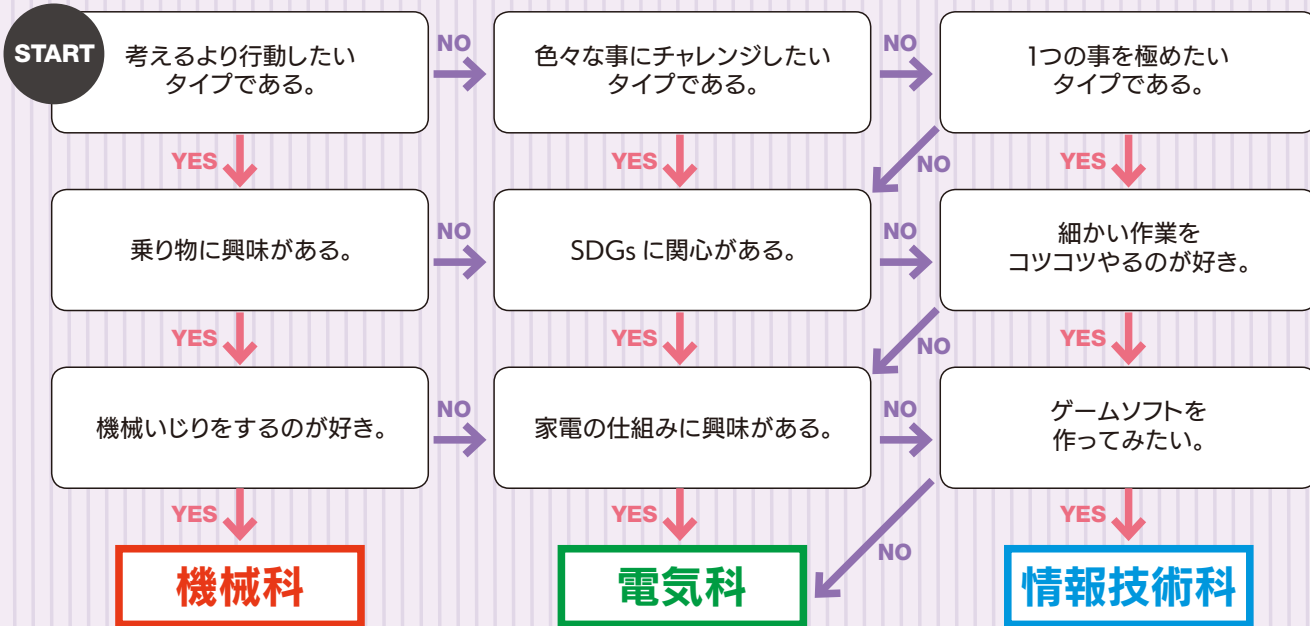 START
考えるより行動したい
タイプである。
NO
色々な事にチャレンジしたい
タイプである。
NO
1つの事を極めたい
タイプである。
YES
YES
NO
YES
乗り物に興味がある。
NO
SDGs に関心がある。
NO
細かい作業を
コツコツやるのが好き。
YES
YES
NO
YES
機械いじりをするのが好き。
NO
家電の仕組みに興味がある。
NO
ゲームソフトを
作ってみたい。
YES
YES
NO
YES
機械科
電気科
情報技術科